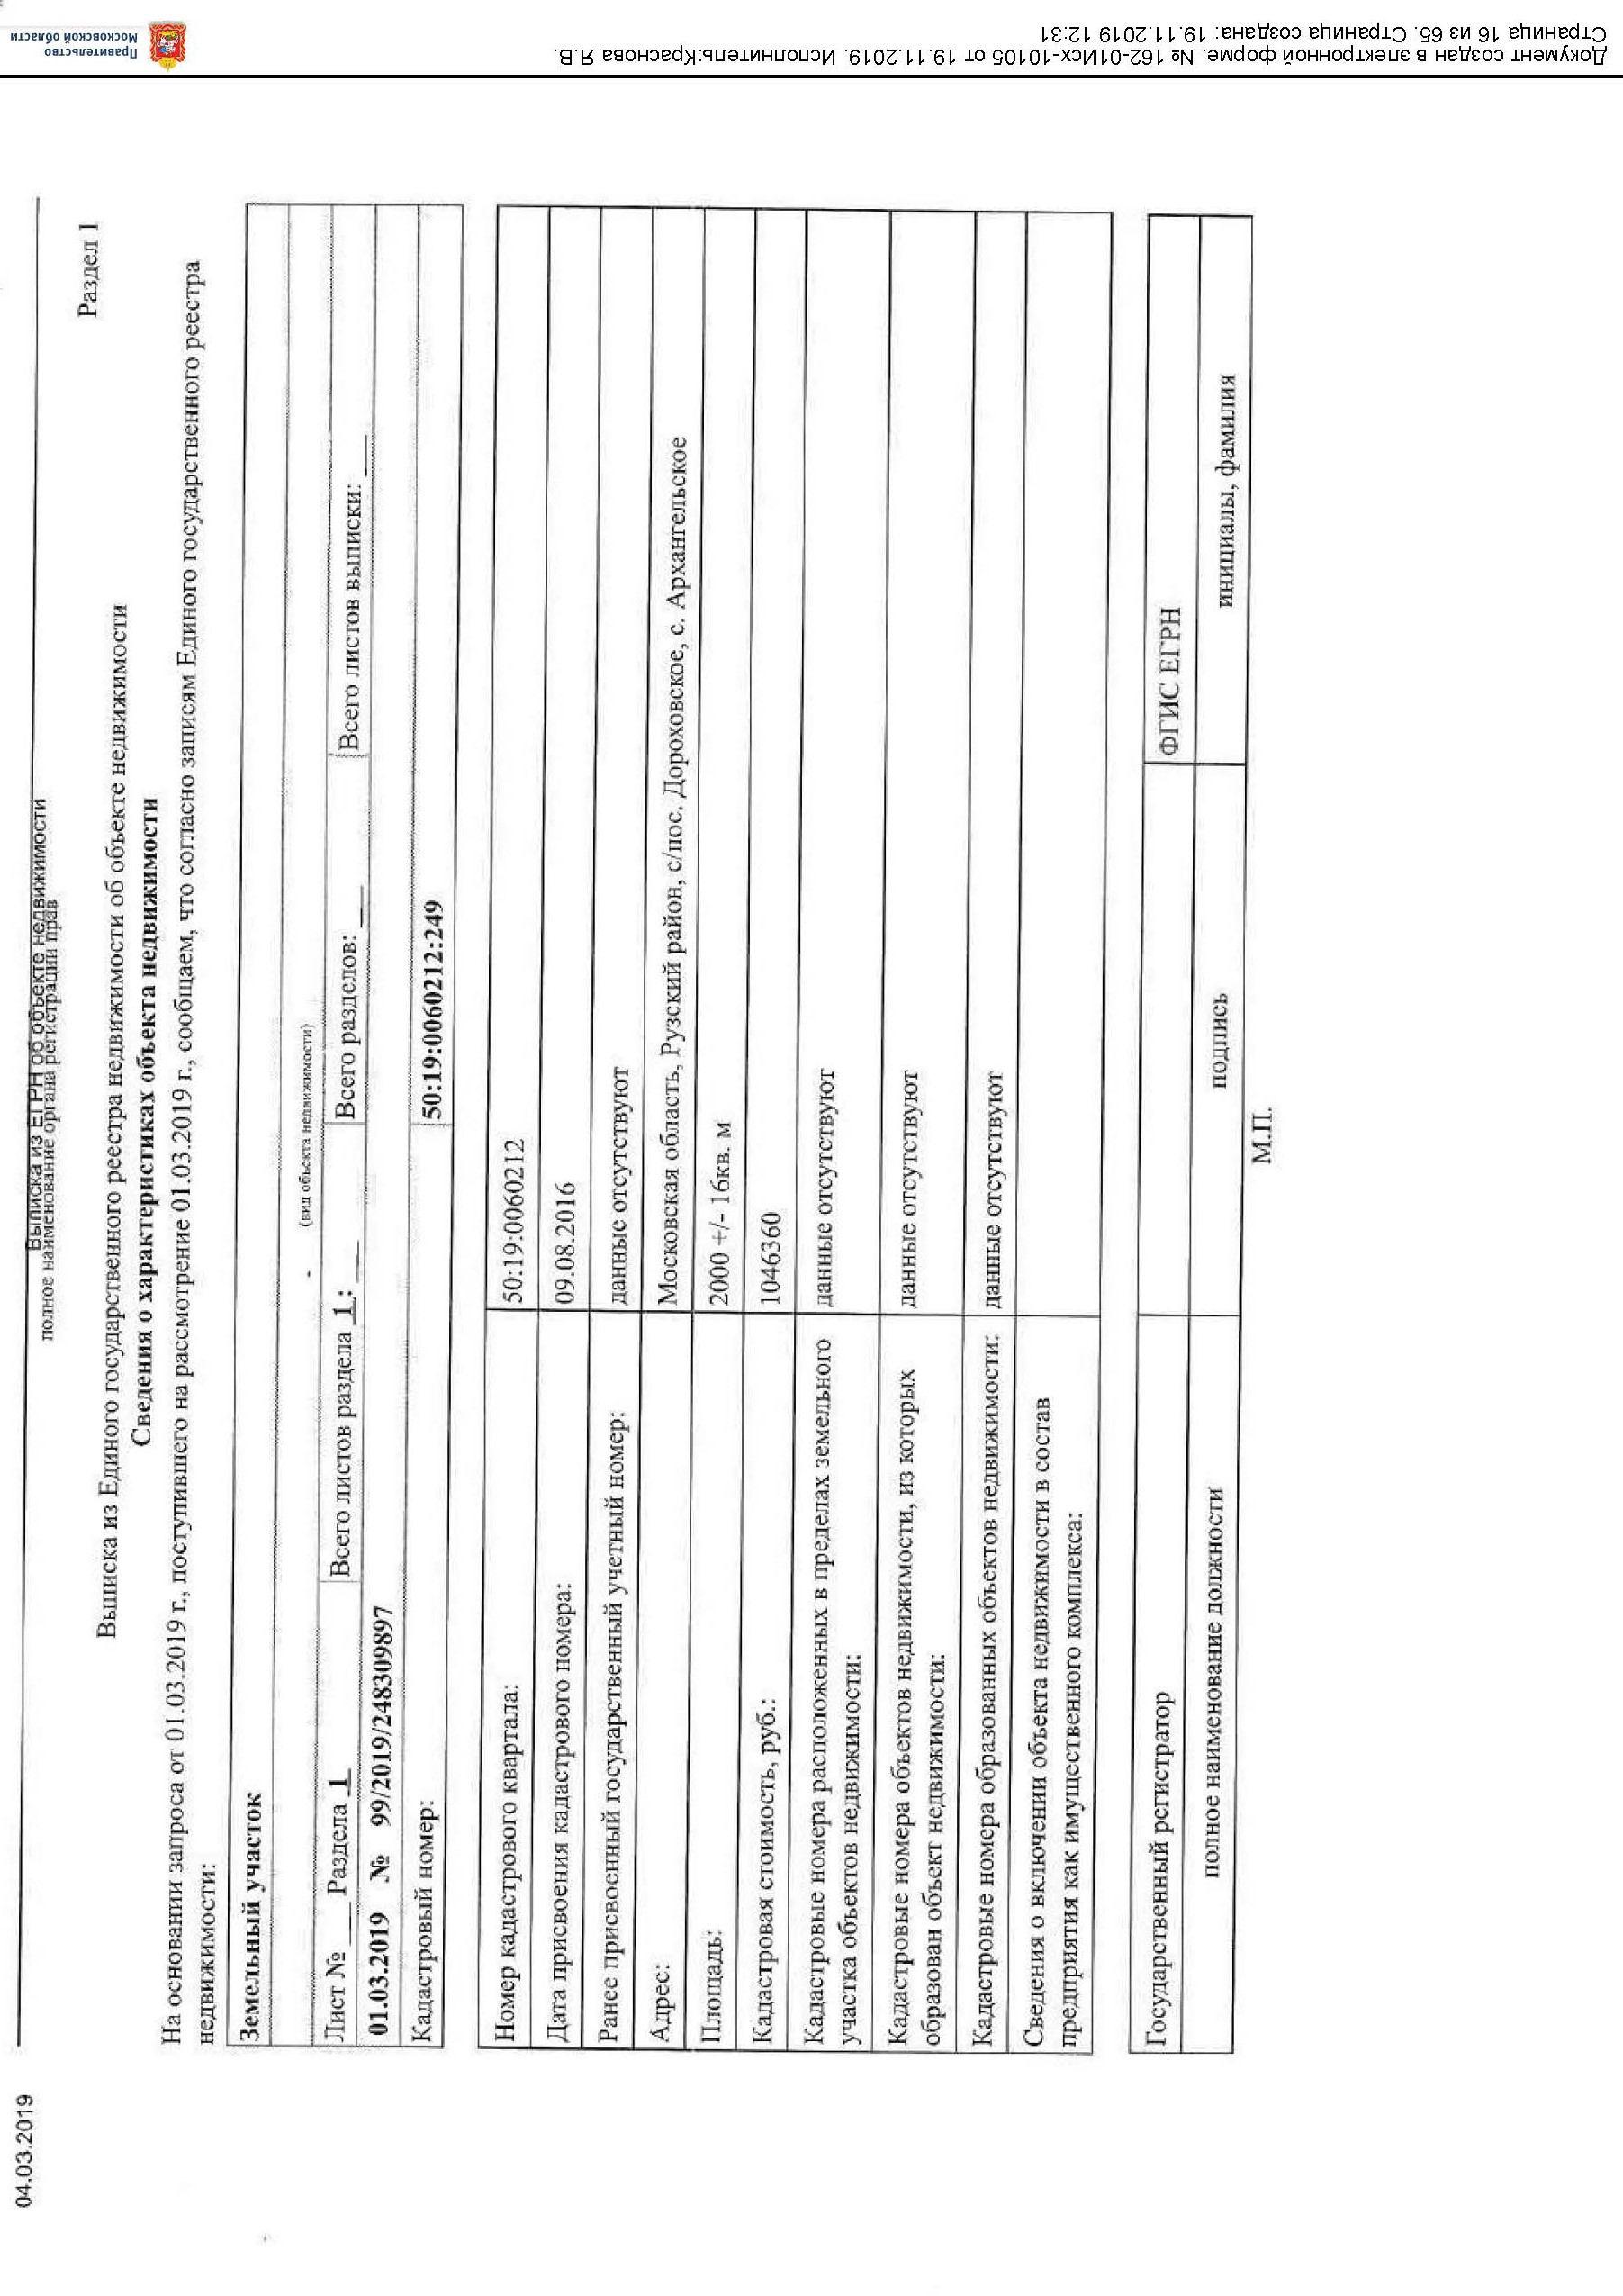 04.03.2019
Выписка из ЕГРН об объекте недвижимости
полное наименование органа регистрации прав
Раздел 1
Выписка из Единого государственного реестра недвижимости об объекте недвижимости
Сведения о характеристиках объекта недвижимости
На основании запроса от 01.03.2019 г., поступившего на рассмотрение 01.03.2019 г., сообщаем, что согласно записям Единого государственного реестра
недвижимости:
Земельный участок
-
(вид объекта недвижимости)
Лист № ___ Раздела 1 Всего листов раздела 1: ___ Всего разделов: ___ Всего листов выписки: ___
01.03.2019 № 99/2019/248309897
Кадастровый номер: 50:19:0060212:249
Номер кадастрового квартала: 50:19:0060212
Дата присвоения кадастрового номера: 09.08.2016
Ранее присвоенный государственный учетный номер: данные отсутствуют
Адрес: Московская область, Рузский район, с/пос. Дороховское, с. Архангельское
Площадь: 2000 +/- 16кв. м
Кадастровая стоимость, руб.: 1046360
Кадастровые номера расположенных в пределах земельного
участка объектов недвижимости: данные отсутствуют
Кадастровые номера объектов недвижимости, из которых
образован объект недвижимости: данные отсутствуют
Кадастровые номера образованных объектов недвижимости: данные отсутствуют
Сведения о включении объекта недвижимости в состав
предприятия как имущественного комплекса:
Государственный регистратор ФГИС ЕГРН
полное наименование должности подпись инициалы, фамилия
М.П.
Документ создан в электронной форме. № 162-01Исх-10105 от 19.11.2019. Исполнитель:Краснова Я.В.
Страница 16 из 65. Страница создана: 19.11.2019 12:31
Правительство
Московской области